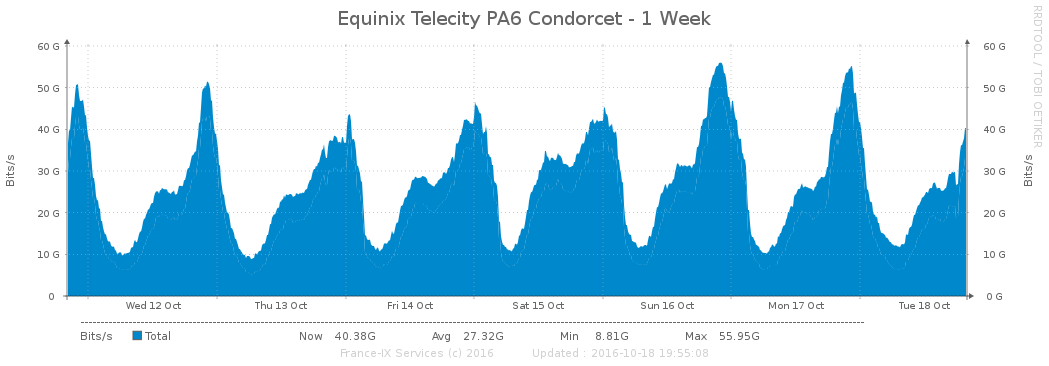 Equinix Telecity PA6 Condorcet - 1 Week
RRDTOOL / TOBI OETIKER
60 G 60 G
50 G 50 G
40 G 40 G
30 G 30 G
20 G 20 G
10 G 10 G
0 0 G
Bits/s
Bits/s
Wed 12 Oct Thu 13 Oct Fri 14 Oct Sat 15 Oct Sun 16 Oct Mon 17 Oct Tue 18 Oct
Bits/s Total Now 40.38G Avg 27.32G Min 8.81G Max 55.95G
France-IX Services (c) 2016 Updated : 2016-10-18 19:55:08